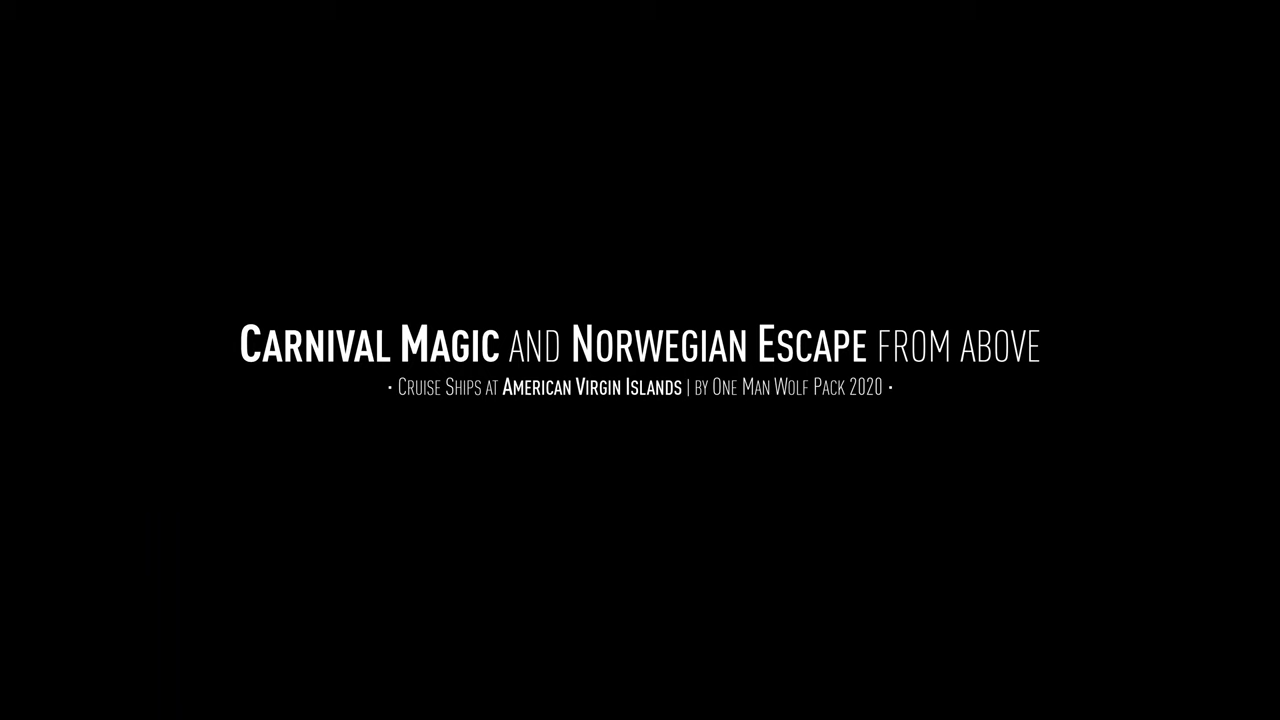 Carnival Magic and Norwegian Escape from above
· Cruise Ships at American Virgin Islands | by One Man Wolf Pack 2020 ·